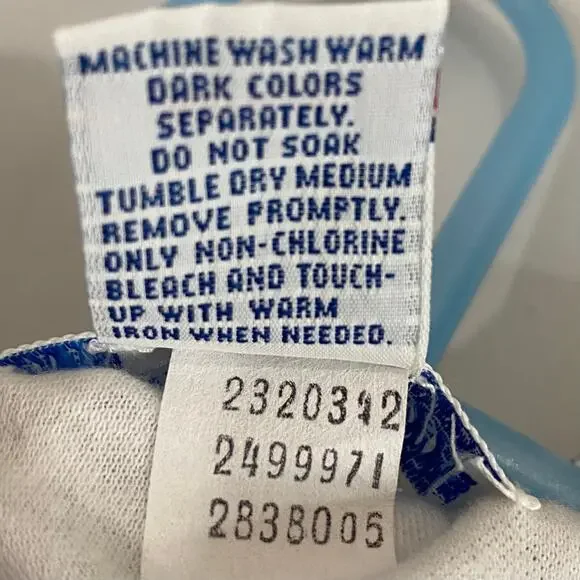 MACHINE WASH WARM
DARK COLORS
SEPARATELY.
DO NOT SOAK
TUMBLE DRY MEDIUM
REMOVE PROMPTLY.
ONLY NON-CHLORINE
BLEACH AND TOUCH-
UP WITH WARM
IRON WHEN NEEDED.
2320342
2499971
2838005